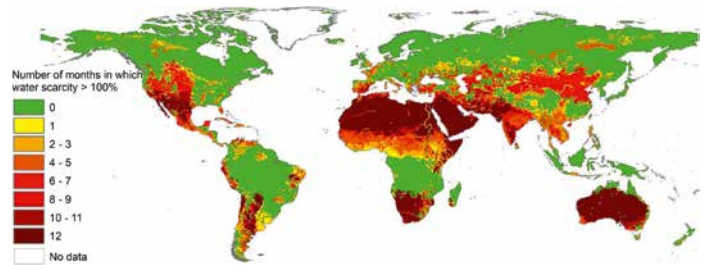 Number of months in which
water scarcity > 100%
0
1
2 - 3
4 - 5
6 - 7
8 - 9
10 - 11
12
No data